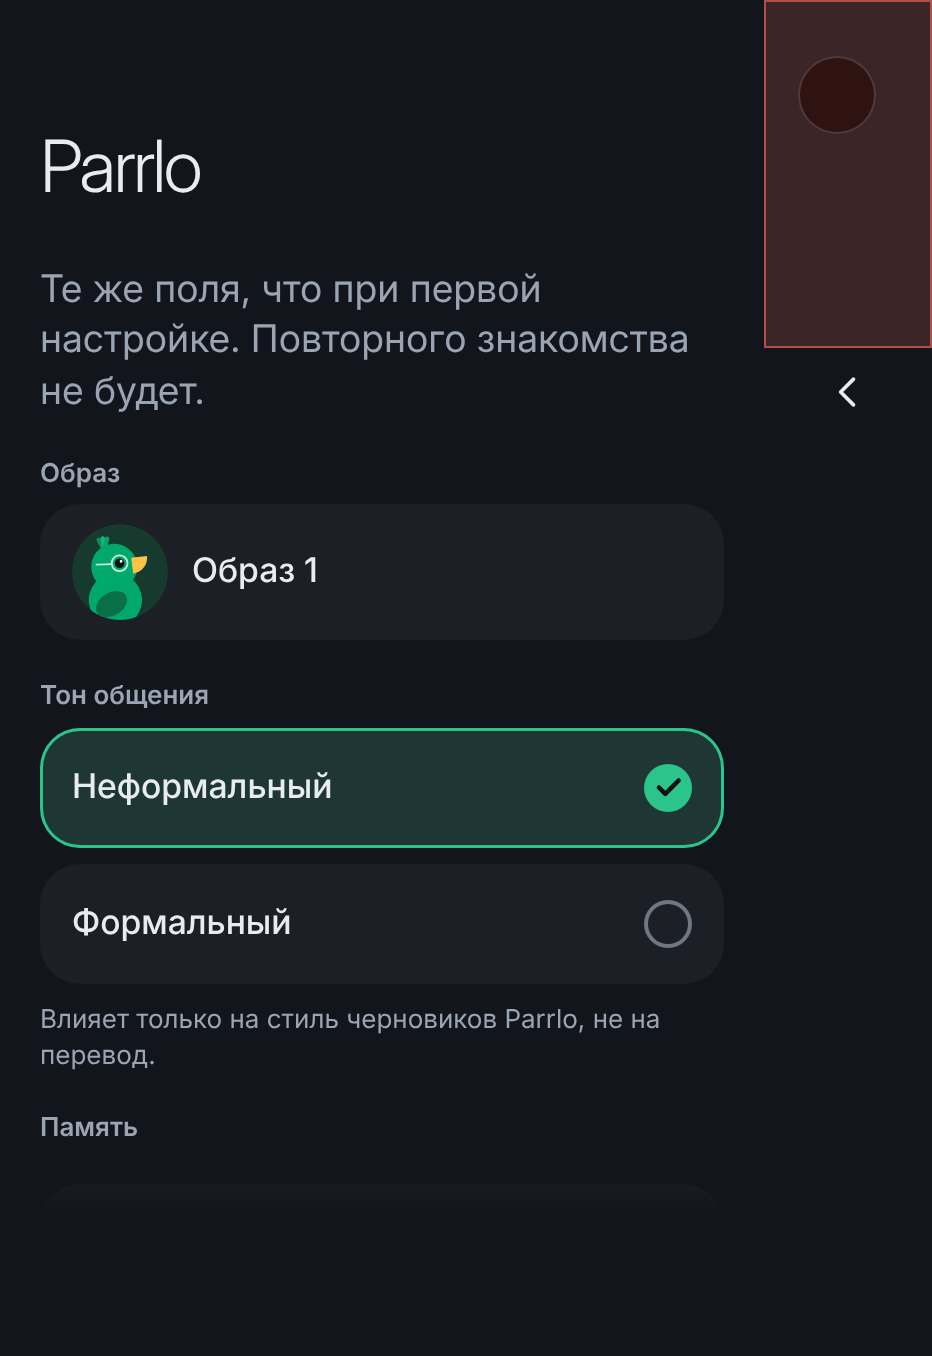 Parrlo
Те же поля, что при первой
настройке. Повторного знакомства
не будет.
Образ
Образ 1
Тон общения
Неформальный
Формальный
Влияет только на стиль черновиков Parrlo, не на
перевод.
Память